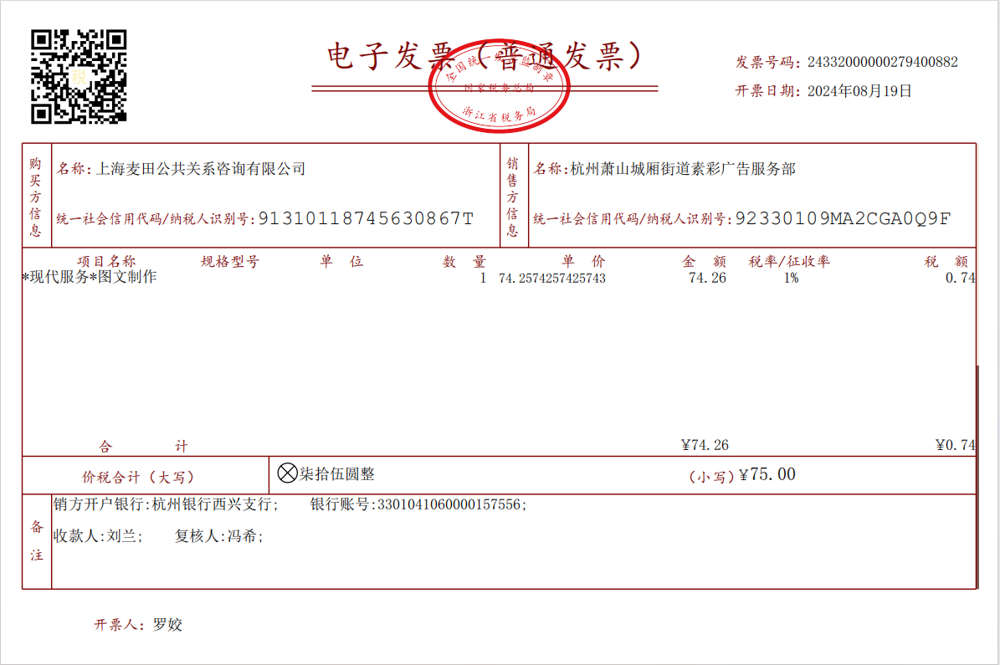 税
电子发票（普通发票）
全国统一发票监制章
国家税务总局
浙江省税务局
发票号码：24332000000279400882
开票日期：2024年08月19日
购买方信息
名称：上海麦田公共关系咨询有限公司
统一社会信用代码/纳税人识别号：91310118745630867T
销售方信息
名称：杭州萧山城厢街道素彩广告服务部
统一社会信用代码/纳税人识别号：92330109MA2CGA0Q9F
项目名称 规格型号 单位 数量 单价 金额 税率/征收率 税额
*现代服务*图文制作 1 74.2574257425743 74.26 1% 0.74
合计 ¥74.26 ¥0.74
价税合计（大写） ⊗柒拾伍圆整 （小写）¥75.00
备注
销方开户银行:杭州银行西兴支行; 银行账号:3301041060000157556;
收款人:刘兰; 复核人:冯希;
开票人：罗姣